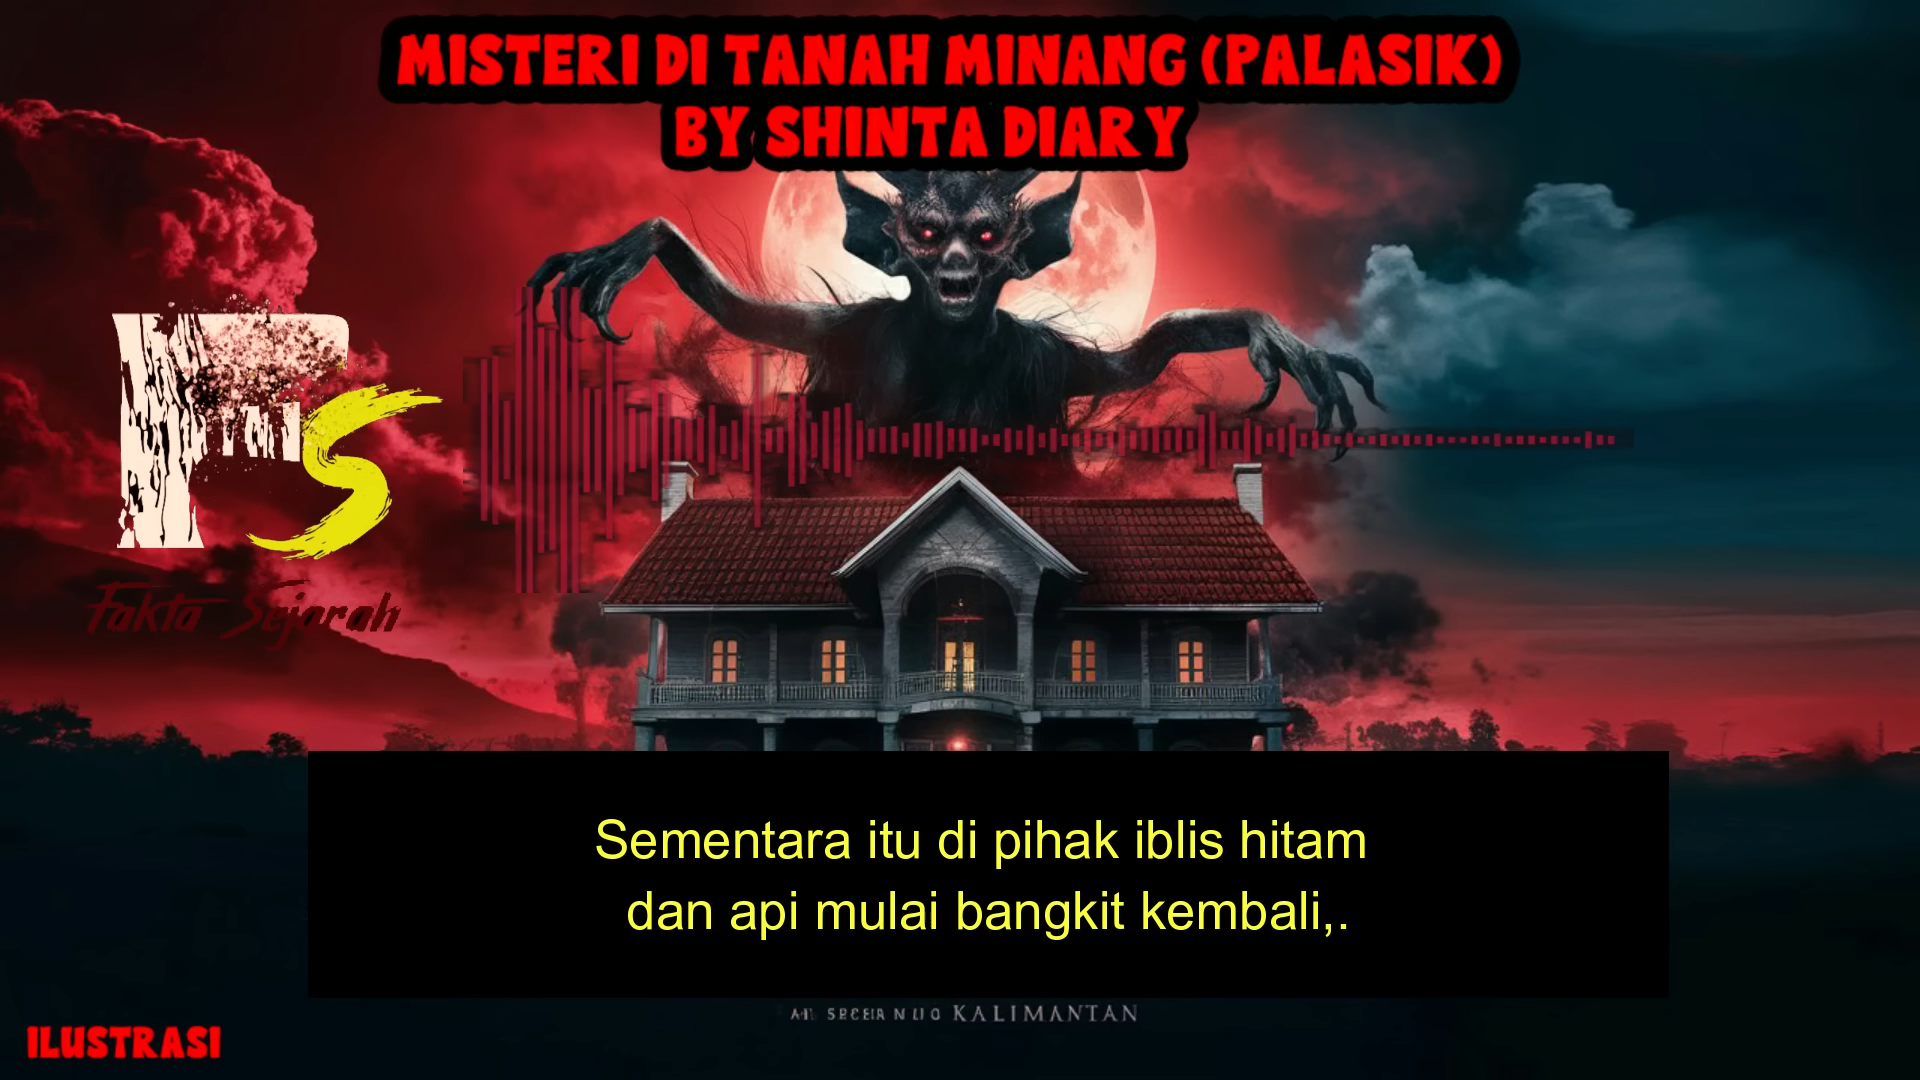 MISTERI DI TANAH MINANG (PALASIK)
BY SHINTA DIARY
Fakta Sejarah
Sementara itu di pihak iblis hitam
dan api mulai bangkit kembali,.
KALIMANTAN
ILUSTRASI